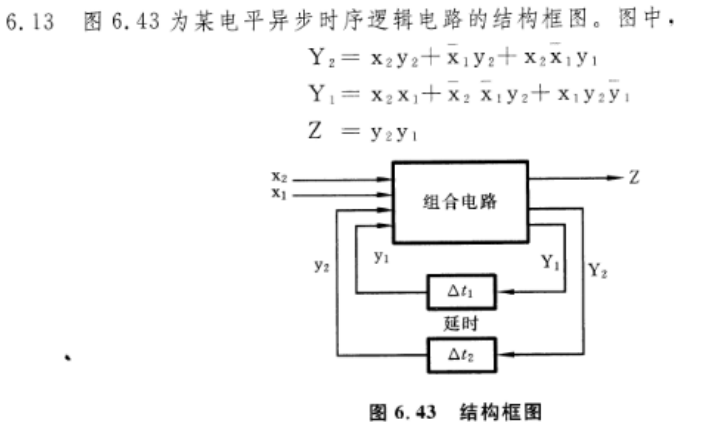 6.13 图 6.43 为某电平异步时序逻辑电路的结构框图。图中，
Y₂ = x₂y₂ + x̄₁y₂ + x₂x̄₁y₁
Y₁ = x₂x₁ + x̄₂ x̄₁y₂ + x₁y₂ȳ₁
Z = y₂y₁
x₂
x₁
组合电路
Z
y₂
y₁
Y₁
Y₂
Δt₁
延时
Δt₂
图 6.43 结构框图